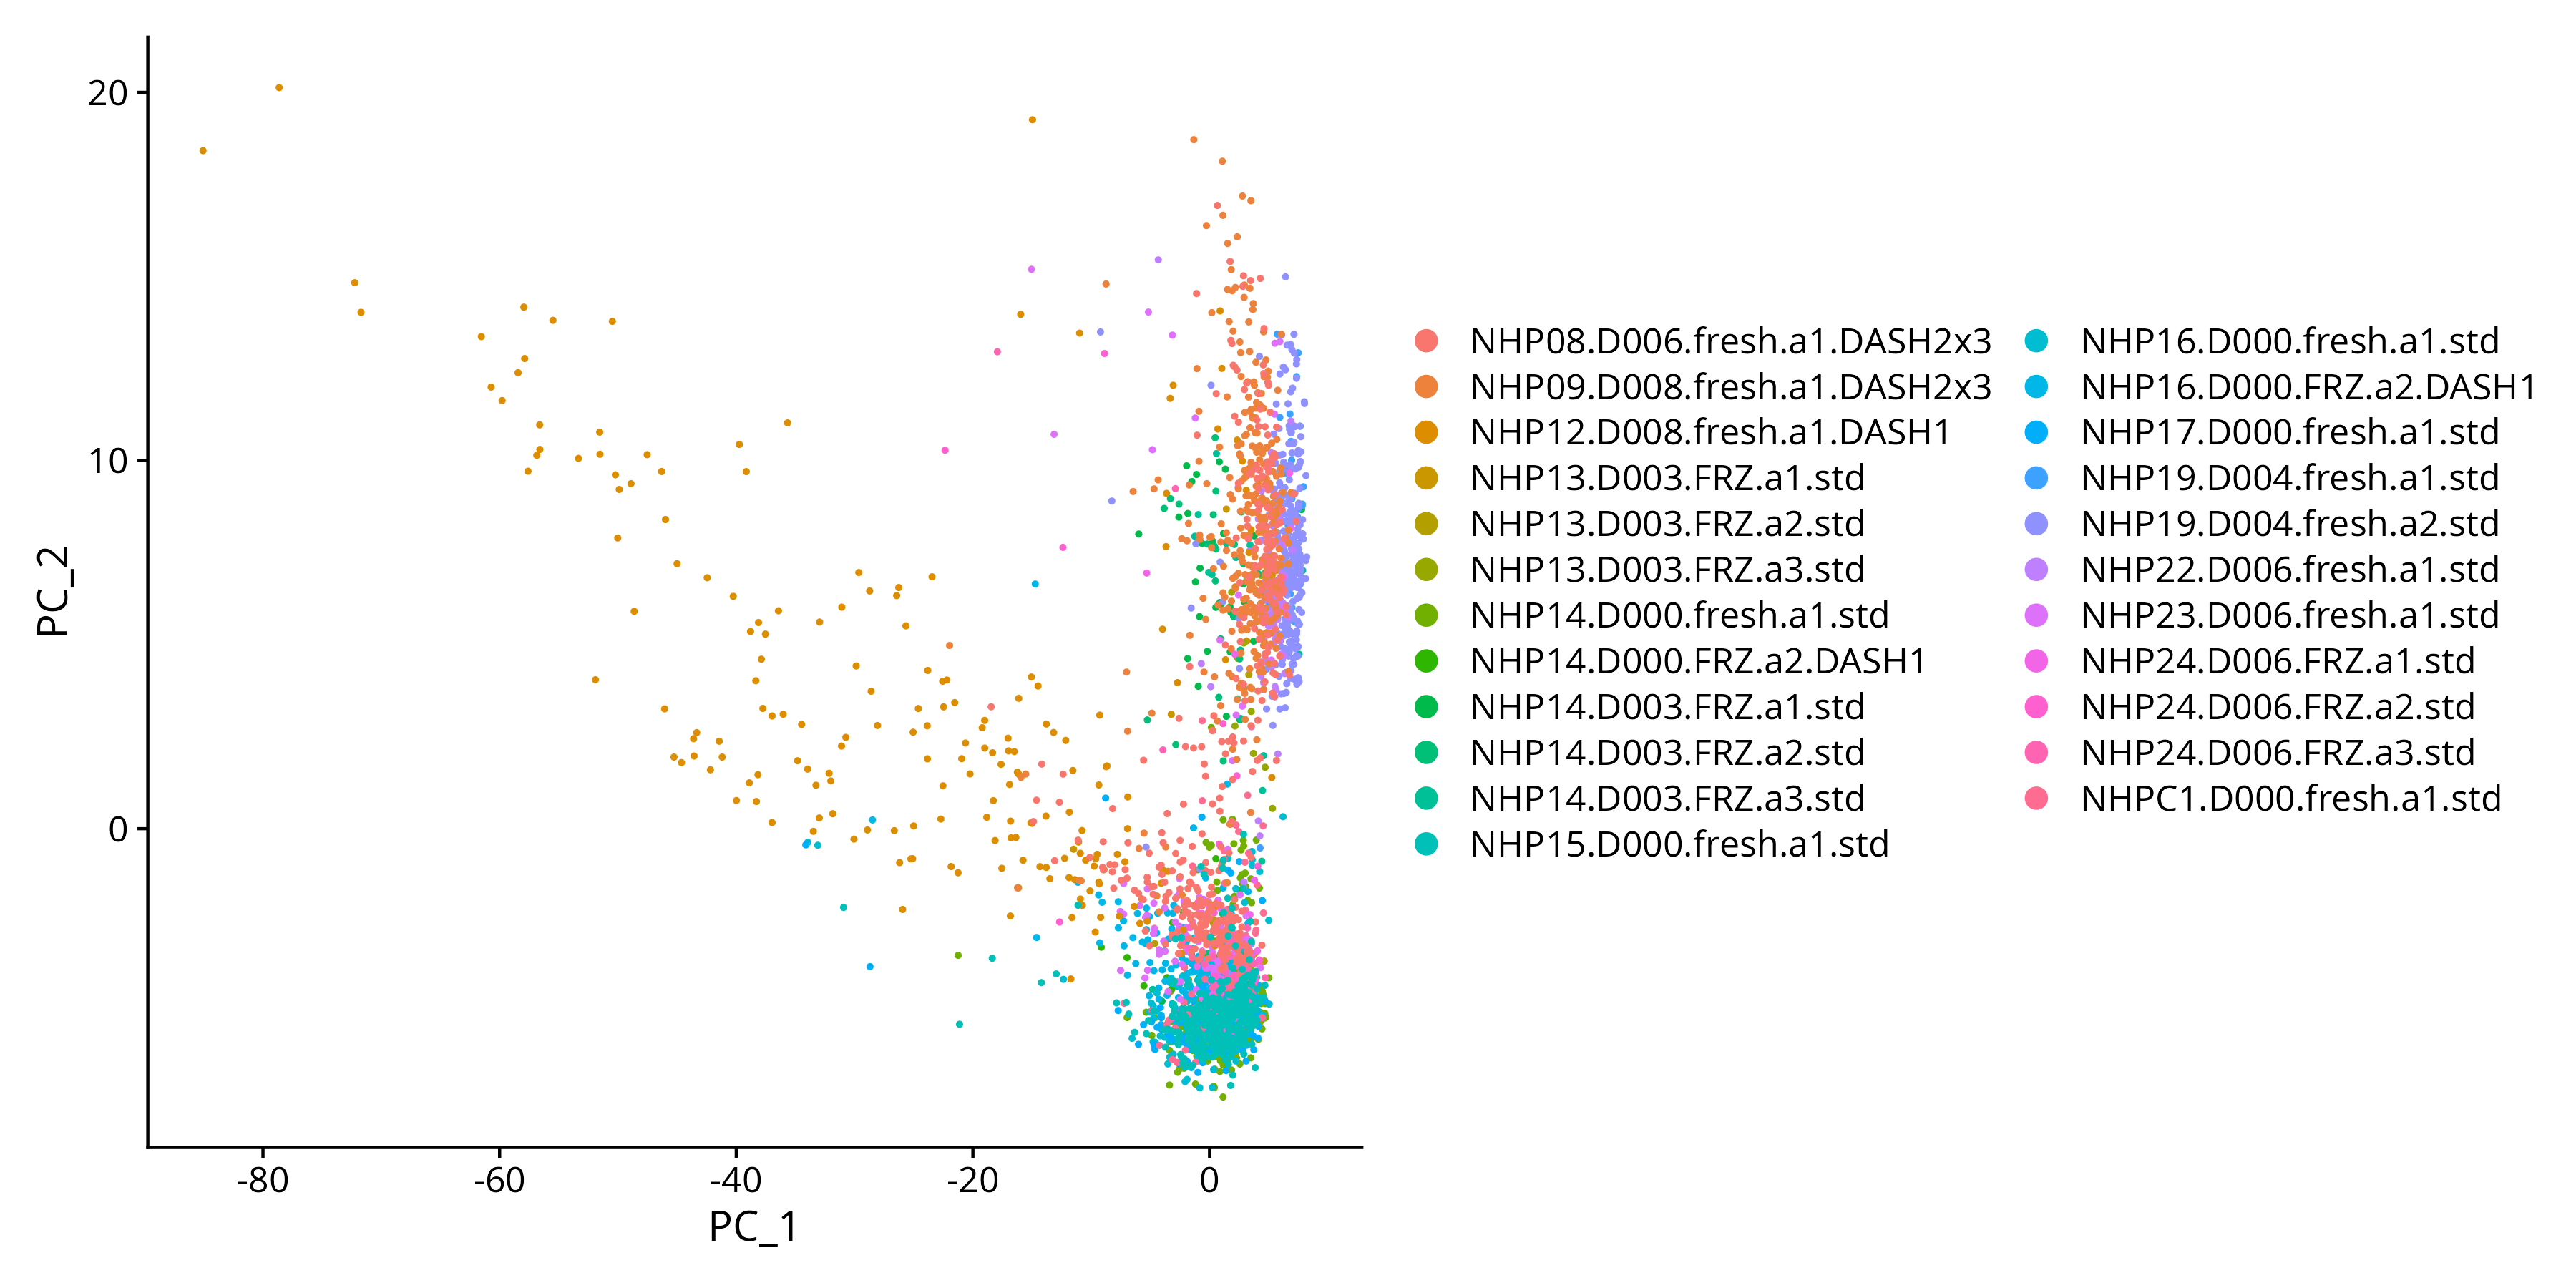 20
10
0
PC_2
-80
-60
-40
-20
0
PC_1
NHP08.D006.fresh.a1.DASH2x3
NHP09.D008.fresh.a1.DASH2x3
NHP12.D008.fresh.a1.DASH1
NHP13.D003.FRZ.a1.std
NHP13.D003.FRZ.a2.std
NHP13.D003.FRZ.a3.std
NHP14.D000.fresh.a1.std
NHP14.D000.FRZ.a2.DASH1
NHP14.D003.FRZ.a1.std
NHP14.D003.FRZ.a2.std
NHP14.D003.FRZ.a3.std
NHP15.D000.fresh.a1.std
NHP16.D000.fresh.a1.std
NHP16.D000.FRZ.a2.DASH1
NHP17.D000.fresh.a1.std
NHP19.D004.fresh.a1.std
NHP19.D004.fresh.a2.std
NHP22.D006.fresh.a1.std
NHP23.D006.fresh.a1.std
NHP24.D006.FRZ.a1.std
NHP24.D006.FRZ.a2.std
NHP24.D006.FRZ.a3.std
NHPC1.D000.fresh.a1.std